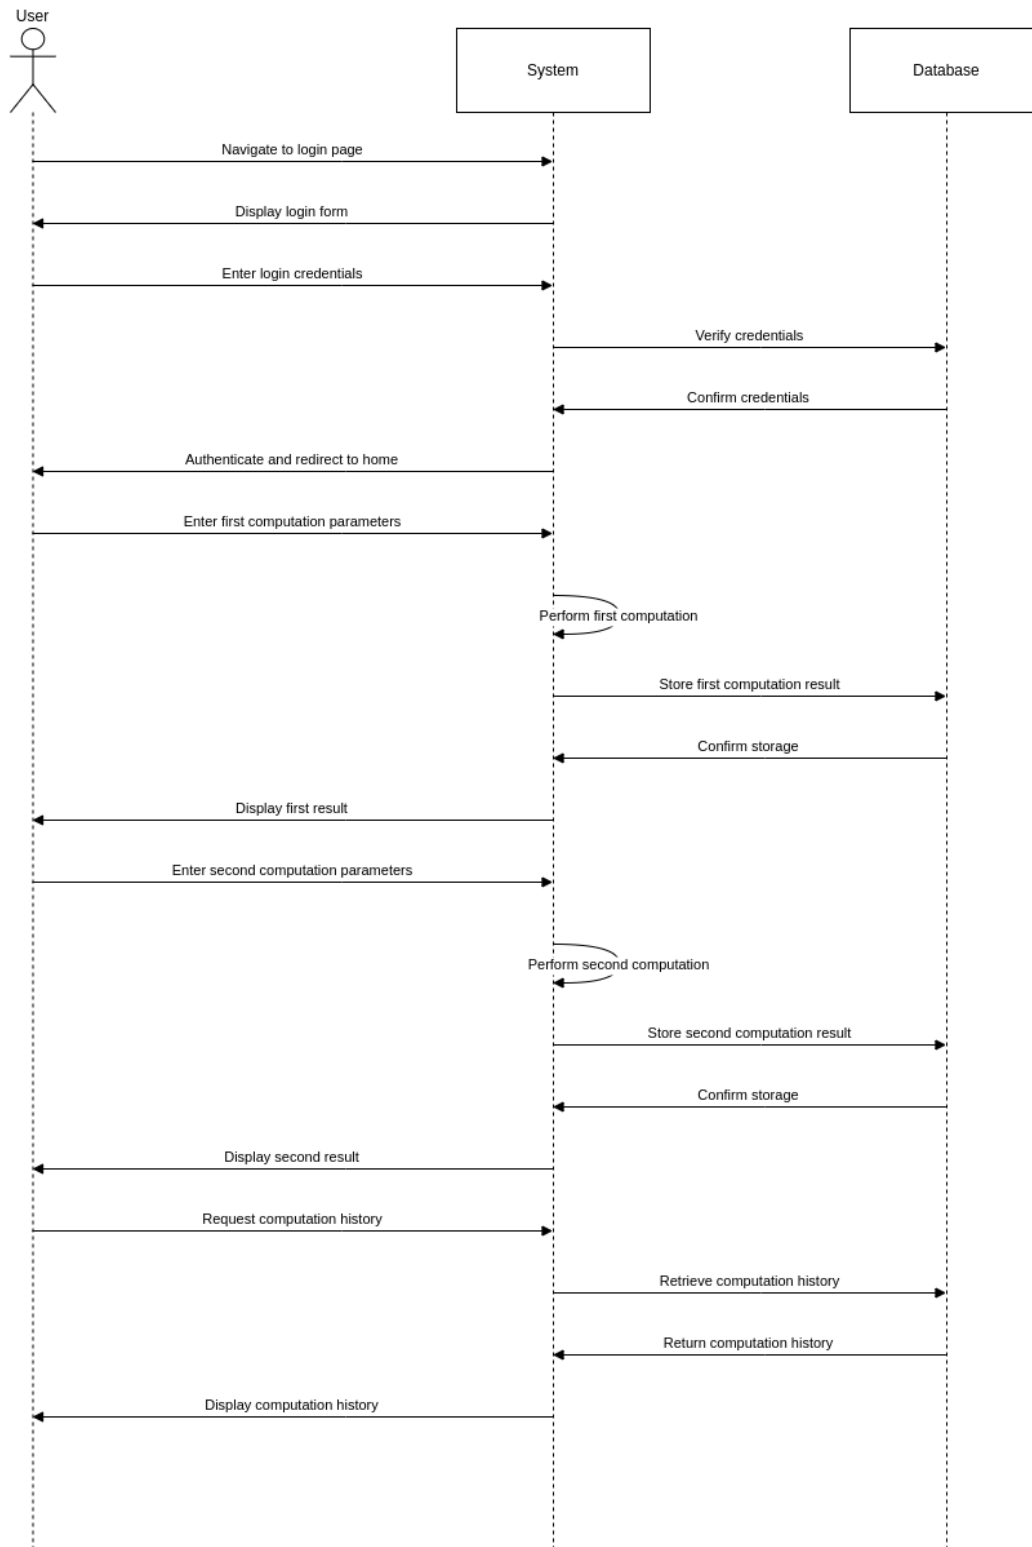 User
System
Database
Navigate to login page
Display login form
Enter login credentials
Verify credentials
Confirm credentials
Authenticate and redirect to home
Enter first computation parameters
Perform first computation
Store first computation result
Confirm storage
Display first result
Enter second computation parameters
Perform second computation
Store second computation result
Confirm storage
Display second result
Request computation history
Retrieve computation history
Return computation history
Display computation history